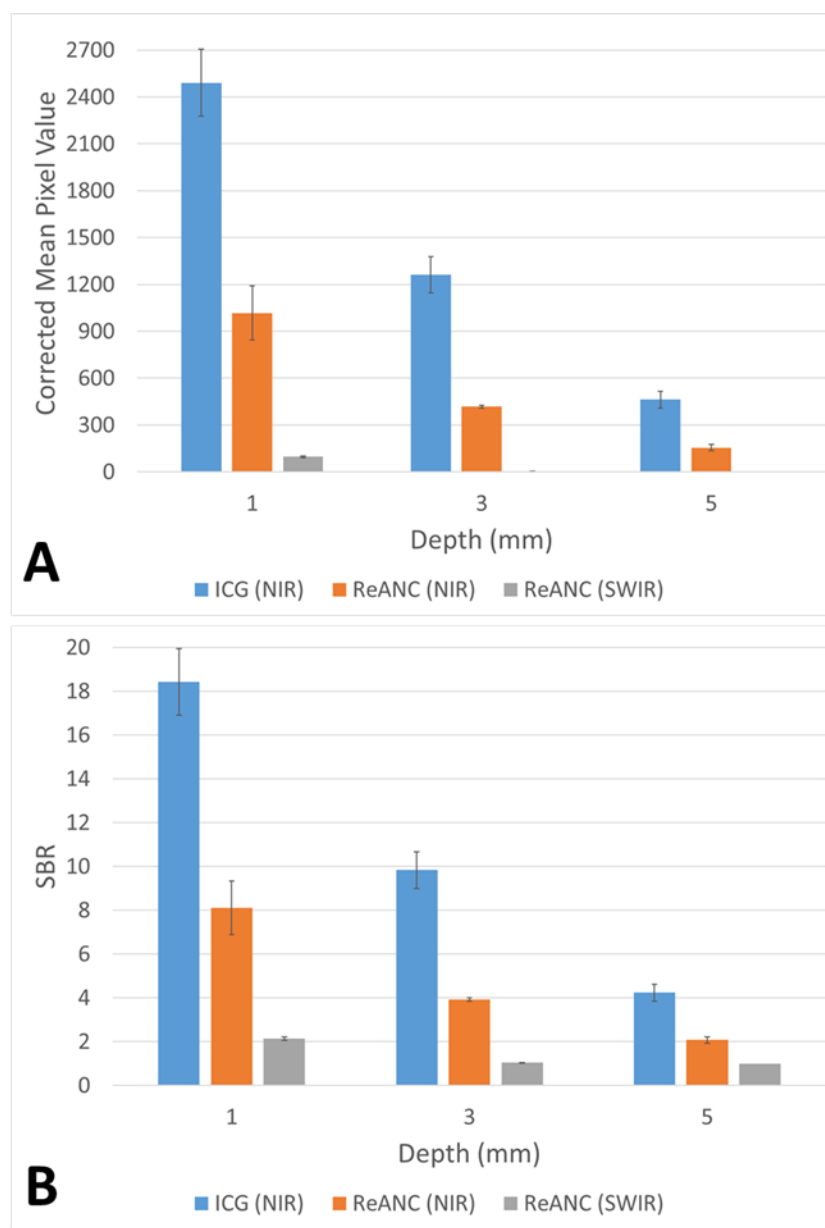 2700
2400
2100
1800
1500
1200
900
600
300
0
Corrected Mean Pixel Value
1 3 5
Depth (mm)
A
ICG (NIR) ReANC (NIR) ReANC (SWIR)
20
18
16
14
12
10
8
6
4
2
0
SBR
1 3 5
Depth (mm)
B
ICG (NIR) ReANC (NIR) ReANC (SWIR)